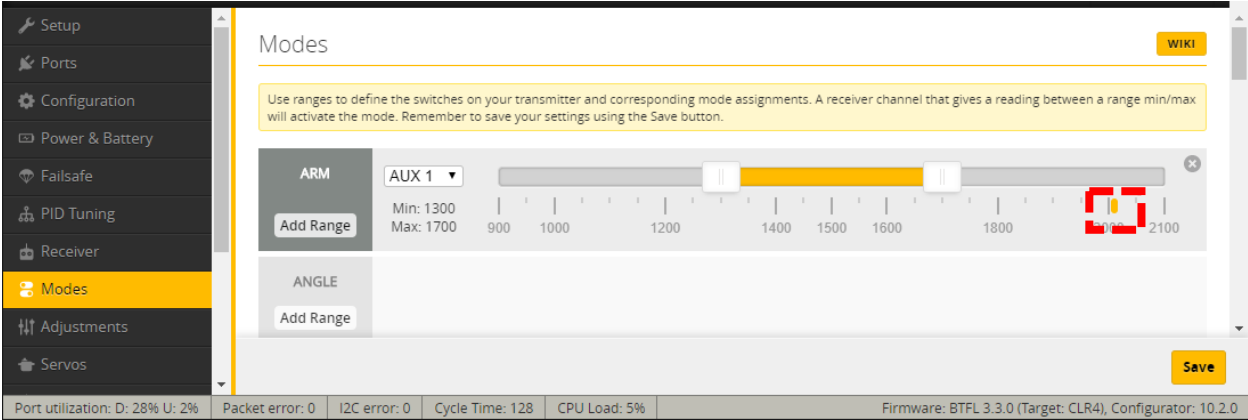 Setup
Ports
Configuration
Power & Battery
Failsafe
PID Tuning
Receiver
Modes
Adjustments
Servos
Modes
WIKI
Use ranges to define the switches on your transmitter and corresponding mode assignments. A receiver channel that gives a reading between a range min/max
will activate the mode. Remember to save your settings using the Save button.
ARM
Add Range
AUX 1
Min: 1300
Max: 1700
900 1000 1200 1400 1500 1600 1800 2000 2100
ANGLE
Add Range
Save
Port utilization: D: 28% U: 2% Packet error: 0 I2C error: 0 Cycle Time: 128 CPU Load: 5% Firmware: BTFL 3.3.0 (Target: CLR4), Configurator: 10.2.0